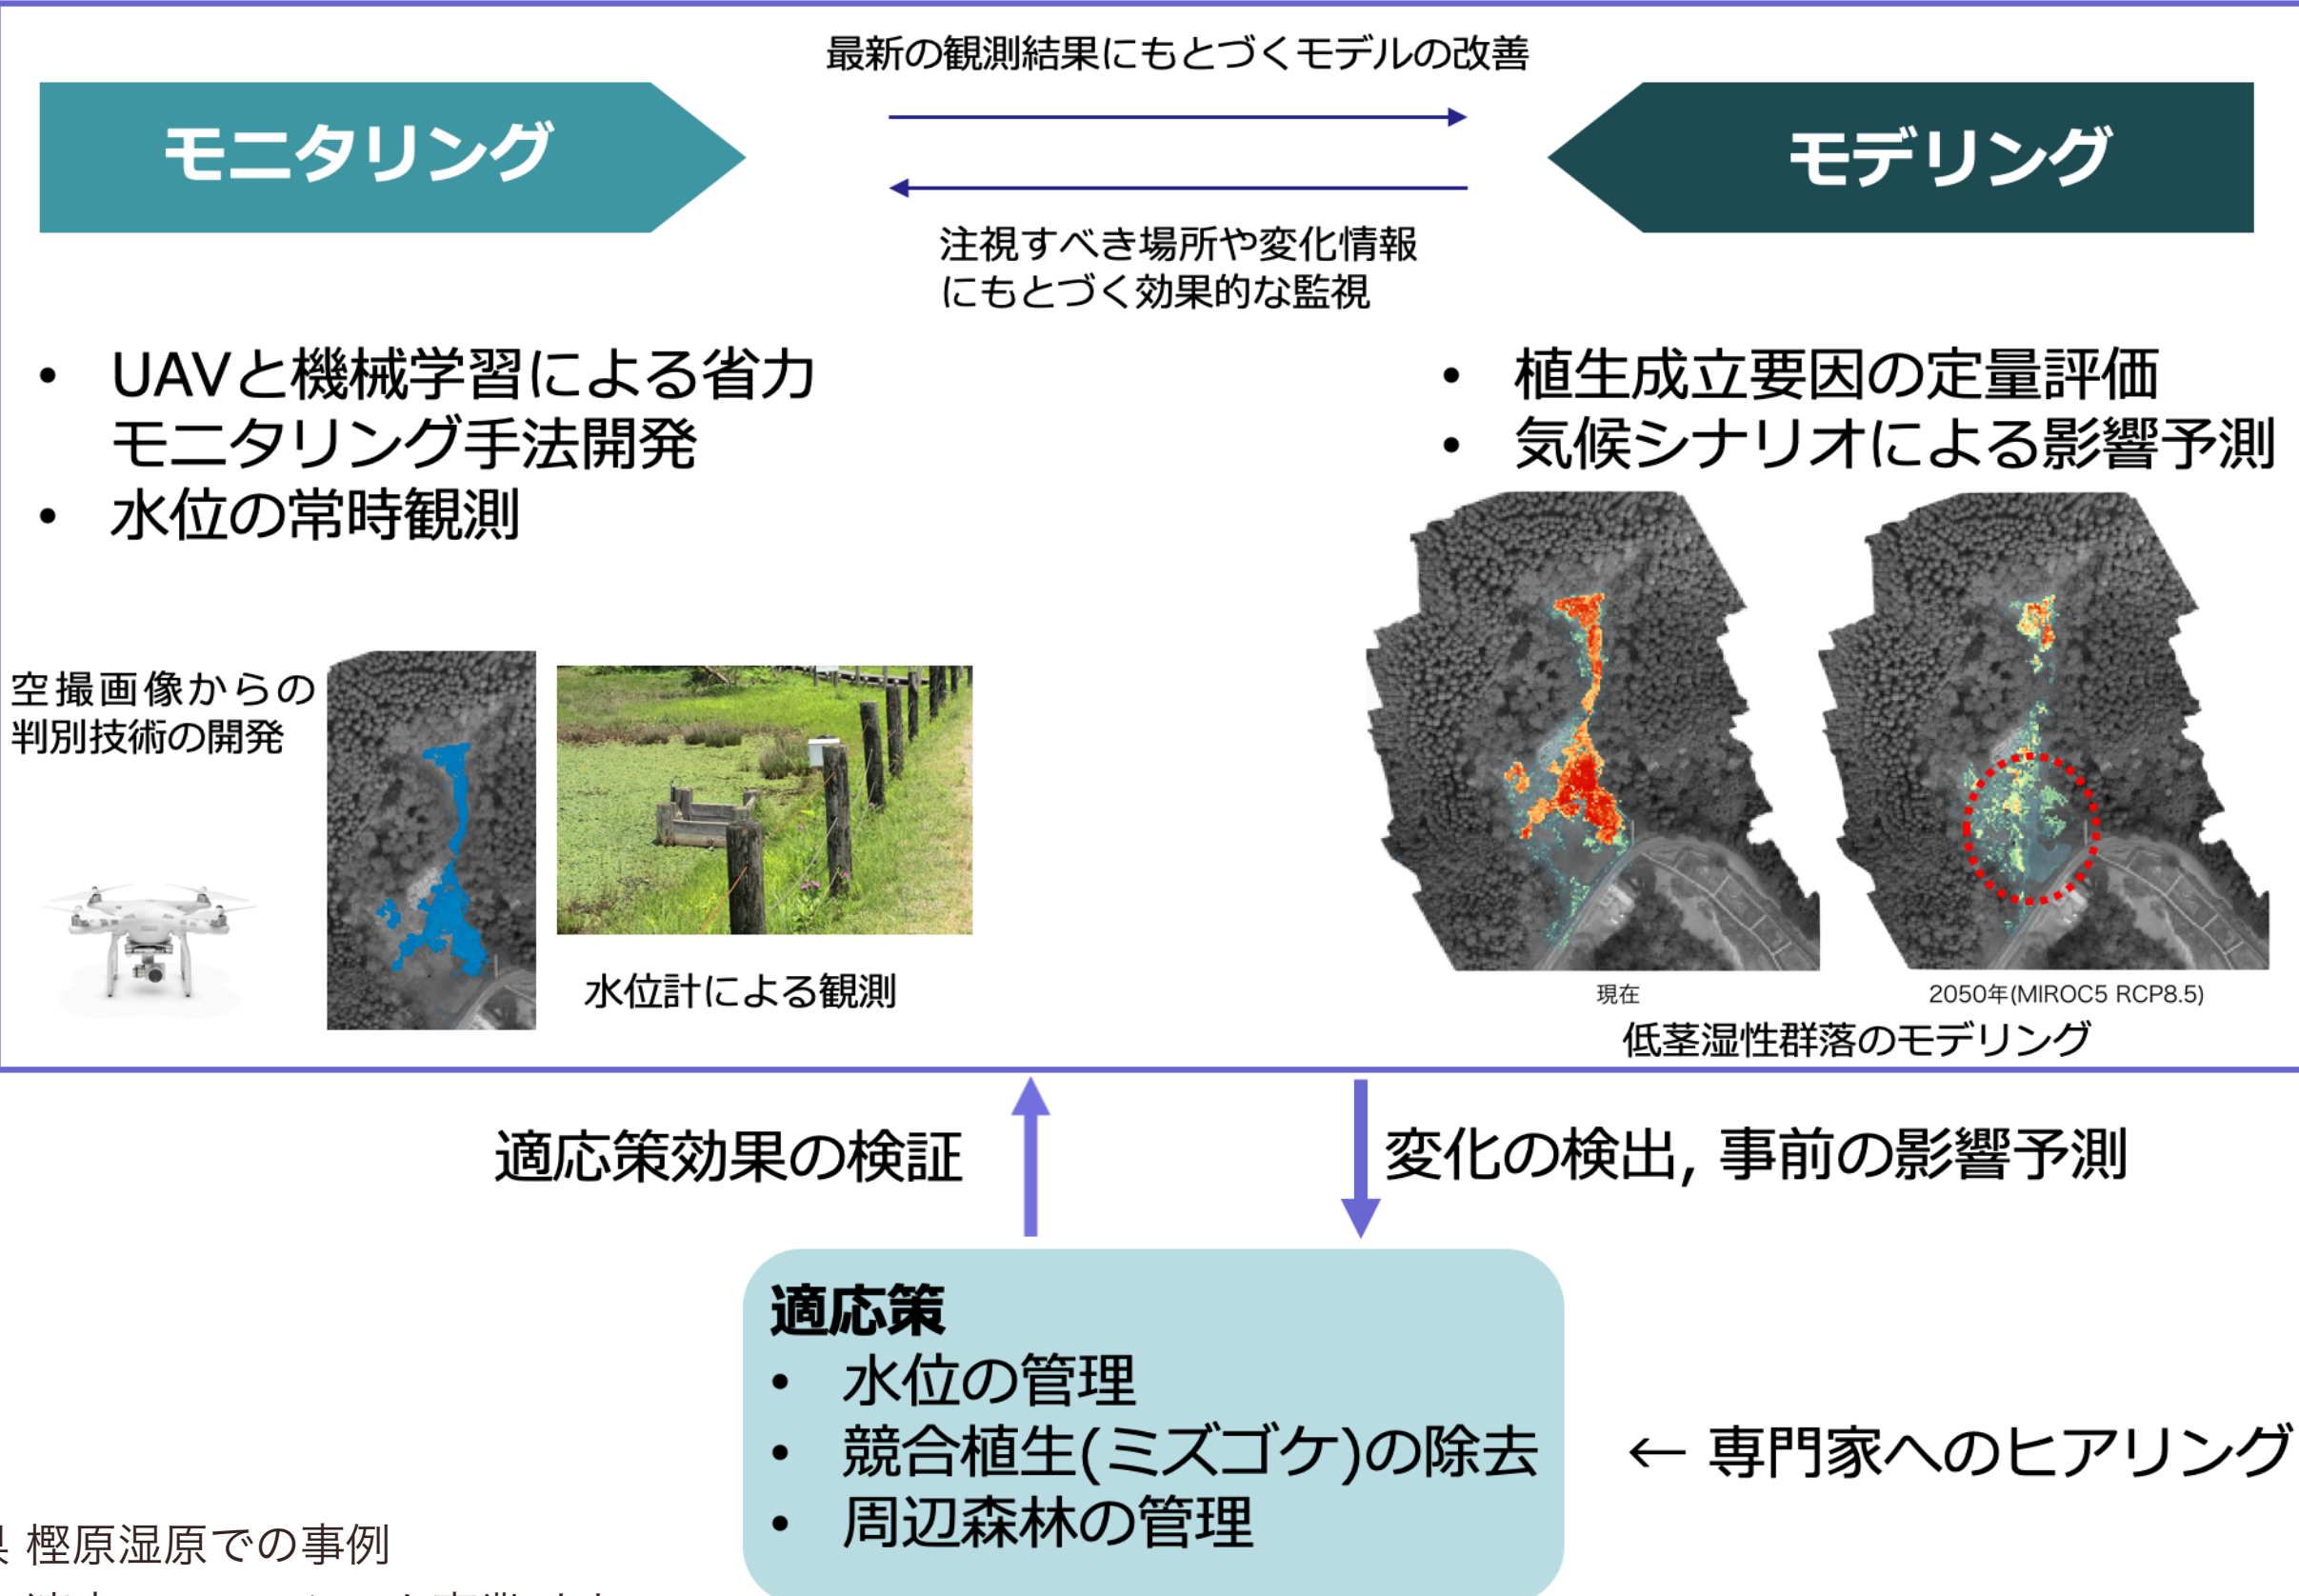 最新の観測結果にもとづくモデルの改善
モニタリング
モデリング
注視すべき場所や変化情報
にもとづく効果的な監視
• UAVと機械学習による省力
モニタリング手法開発
• 水位の常時観測
• 植生成立要因の定量評価
• 気候シナリオによる影響予測
空撮画像からの
判別技術の開発
水位計による観測
現在
2050年(MIROC5 RCP8.5)
低茎湿性群落のモデリング
適応策効果の検証
変化の検出, 事前の影響予測
適応策
• 水位の管理
• 競合植生(ミズゴケ)の除去
• 周辺森林の管理
← 専門家へのヒアリング
樫原湿原での事例